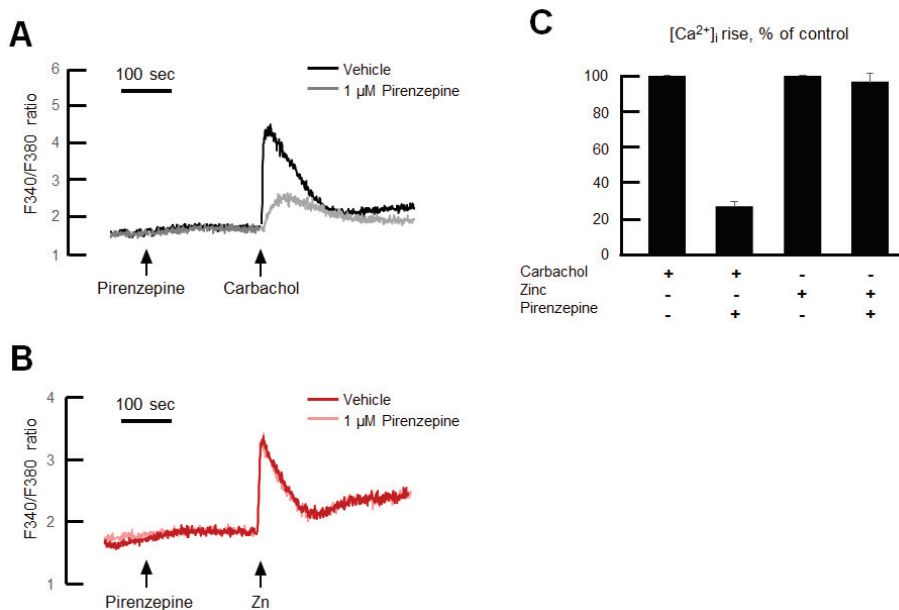 A
100 sec
Vehicle
1 µM Pirenzepine
F340/F380 ratio
6
5
4
3
2
1
Pirenzepine
Carbachol
B
100 sec
Vehicle
1 µM Pirenzepine
F340/F380 ratio
4
3
2
1
Pirenzepine
Zn
C
[Ca²⁺]ᵢ rise, % of control
100
80
60
40
20
0
Carbachol + + - -
Zinc - - + +
Pirenzepine - + - +